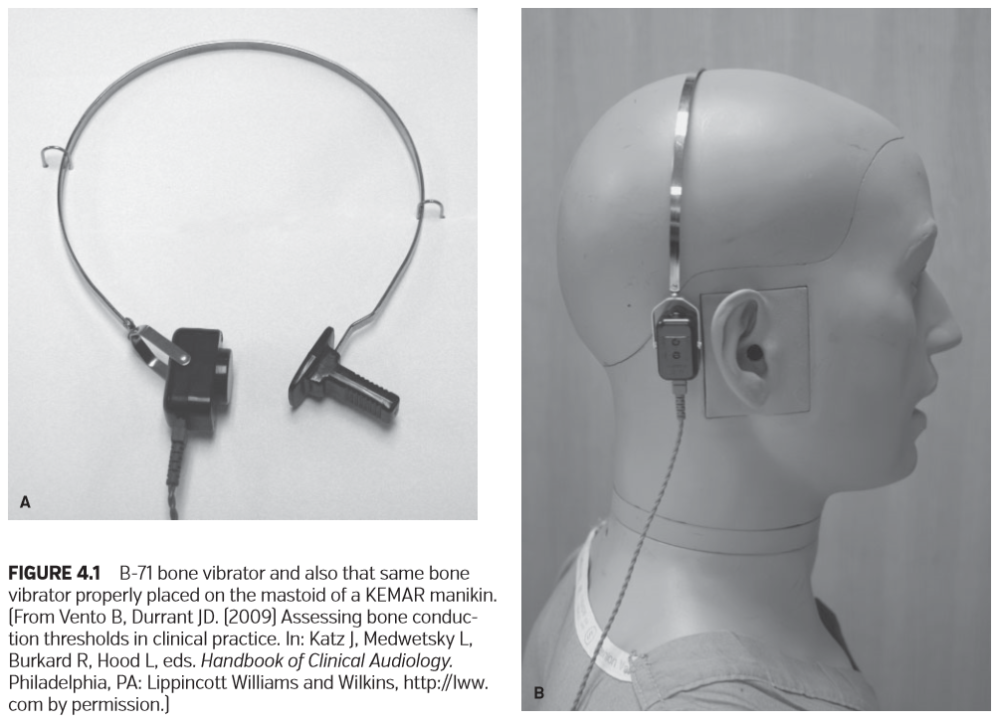 A
FIGURE 4.1 B-71 bone vibrator and also that same bone
vibrator properly placed on the mastoid of a KEMAR manikin.
(From Vento B, Durrant JD. (2009) Assessing bone conduc-
tion thresholds in clinical practice. In: Katz J, Medwetsky L,
Burkard R, Hood L, eds. Handbook of Clinical Audiology.
Philadelphia, PA: Lippincott Williams and Wilkins, http://lww.
com by permission.)
B